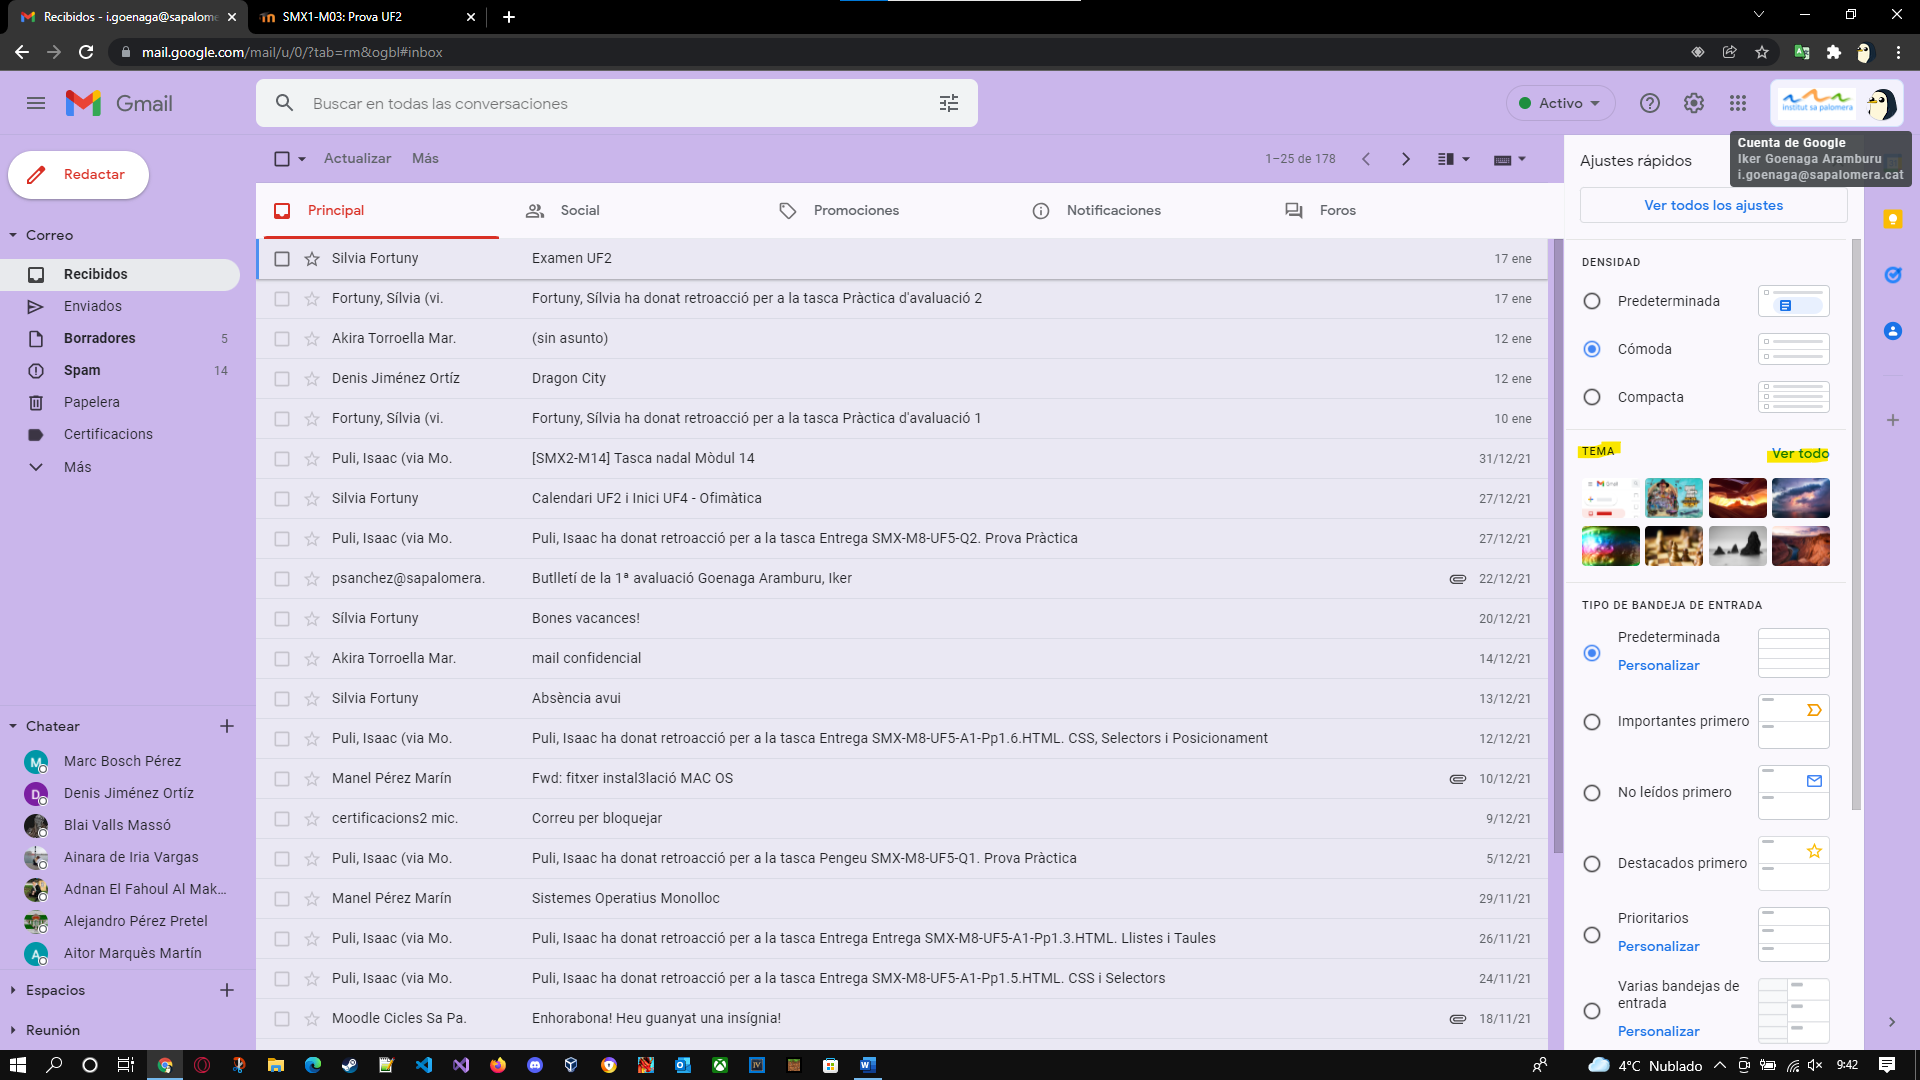 Recibidos - i.goenaga@sapalome
SMX1-M03: Prova UF2
mail.google.com/mail/u/0/?tab=rm&ogbl#inbox
Gmail
Buscar en todas las conversaciones
Activo
institut sa palomera
Cuenta de Google
Iker Goenaga Aramburu
i.goenaga@sapalomera.cat
Redactar
Actualizar
Más
1–25 de 178
Principal
Social
Promociones
Notificaciones
Foros
Correo
Recibidos
Enviados
Borradores 5
Spam 14
Papelera
Certificacions
Más
Silvia Fortuny Examen UF2 17 ene
Fortuny, Sílvia (vi. Fortuny, Sílvia ha donat retroacció per a la tasca Pràctica d'avaluació 2 17 ene
Akira Torroella Mar. (sin asunto) 12 ene
Denis Jiménez Ortíz Dragon City 12 ene
Fortuny, Sílvia (vi. Fortuny, Sílvia ha donat retroacció per a la tasca Pràctica d'avaluació 1 10 ene
Puli, Isaac (via Mo. [SMX2-M14] Tasca nadal Mòdul 14 31/12/21
Silvia Fortuny Calendari UF2 i Inici UF4 - Ofimàtica 27/12/21
Puli, Isaac (via Mo. Puli, Isaac ha donat retroacció per a la tasca Entrega SMX-M8-UF5-Q2. Prova Pràctica 27/12/21
psanchez@sapalomera. Butlletí de la 1ª avaluació Goenaga Aramburu, Iker 22/12/21
Sílvia Fortuny Bones vacances! 20/12/21
Akira Torroella Mar. mail confidencial 14/12/21
Silvia Fortuny Absència avui 13/12/21
Puli, Isaac (via Mo. Puli, Isaac ha donat retroacció per a la tasca Entrega SMX-M8-UF5-A1-Pp1.6.HTML. CSS, Selectors i Posicionament 12/12/21
Manel Pérez Marín Fwd: fitxer instal3lació MAC OS 10/12/21
certificacions2 mic. Correu per bloquejar 9/12/21
Puli, Isaac (via Mo. Puli, Isaac ha donat retroacció per a la tasca Pengeu SMX-M8-UF5-Q1. Prova Pràctica 5/12/21
Manel Pérez Marín Sistemes Operatius Monolloc 29/11/21
Puli, Isaac (via Mo. Puli, Isaac ha donat retroacció per a la tasca Entrega Entrega SMX-M8-UF5-A1-Pp1.3.HTML. Llistes i Taules 26/11/21
Puli, Isaac (via Mo. Puli, Isaac ha donat retroacció per a la tasca Entrega SMX-M8-UF5-A1-Pp1.5.HTML. CSS i Selectors 24/11/21
Moodle Cicles Sa Pa. Enhorabona! Heu guanyat una insígnia! 18/11/21
Chatear
Marc Bosch Pérez
Denis Jiménez Ortíz
Blai Valls Massó
Ainara de Iria Vargas
Adnan El Fahoul Al Mak...
Alejandro Pérez Pretel
Aitor Marquès Martín
Espacios
Reunión
Ajustes rápidos
Ver todos los ajustes
DENSIDAD
Predeterminada
Cómoda
Compacta
TEMA
Ver todo
TIPO DE BANDEJA DE ENTRADA
Predeterminada
Personalizar
Importantes primero
No leídos primero
Destacados primero
Prioritarios
Personalizar
Varias bandejas de
entrada
Personalizar
4°C Nublado
9:42